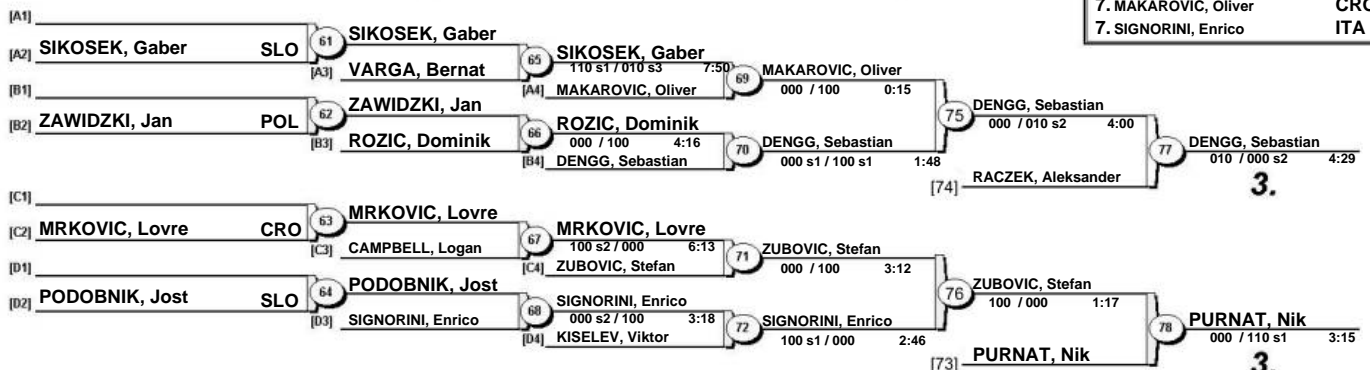 7. MAKAROVIC, Oliver CRO
7. SIGNORINI, Enrico ITA
[A1]
[A2] SIKOSEK, Gaber SLO
61 SIKOSEK, Gaber
[A3] VARGA, Bernat
65 SIKOSEK, Gaber
110 s1 / 010 s3 7:50
[A4] MAKAROVIC, Oliver
69 MAKAROVIC, Oliver
000 / 100 0:15
[B1]
[B2] ZAWIDZKI, Jan POL
62 ZAWIDZKI, Jan
[B3] ROZIC, Dominik
66 ROZIC, Dominik
000 / 100 4:16
[B4] DENGG, Sebastian
70 DENGG, Sebastian
000 s1 / 100 s1 1:48
75 DENGG, Sebastian
000 / 010 s2 4:00
[74] RACZEK, Aleksander
77 DENGG, Sebastian
010 / 000 s2 4:29
3.
[C1]
[C2] MRKOVIC, Lovre CRO
63 MRKOVIC, Lovre
[C3] CAMPBELL, Logan
67 MRKOVIC, Lovre
100 s2 / 000 6:13
[C4] ZUBOVIC, Stefan
71 ZUBOVIC, Stefan
000 / 100 3:12
[D1]
[D2] PODOBNIK, Jost SLO
64 PODOBNIK, Jost
[D3] SIGNORINI, Enrico
68 SIGNORINI, Enrico
000 s2 / 100 3:18
[D4] KISELEV, Viktor
72 SIGNORINI, Enrico
100 s1 / 000 2:46
76 ZUBOVIC, Stefan
100 / 000 1:17
[73] PURNAT, Nik
78 PURNAT, Nik
000 / 110 s1 3:15
3.